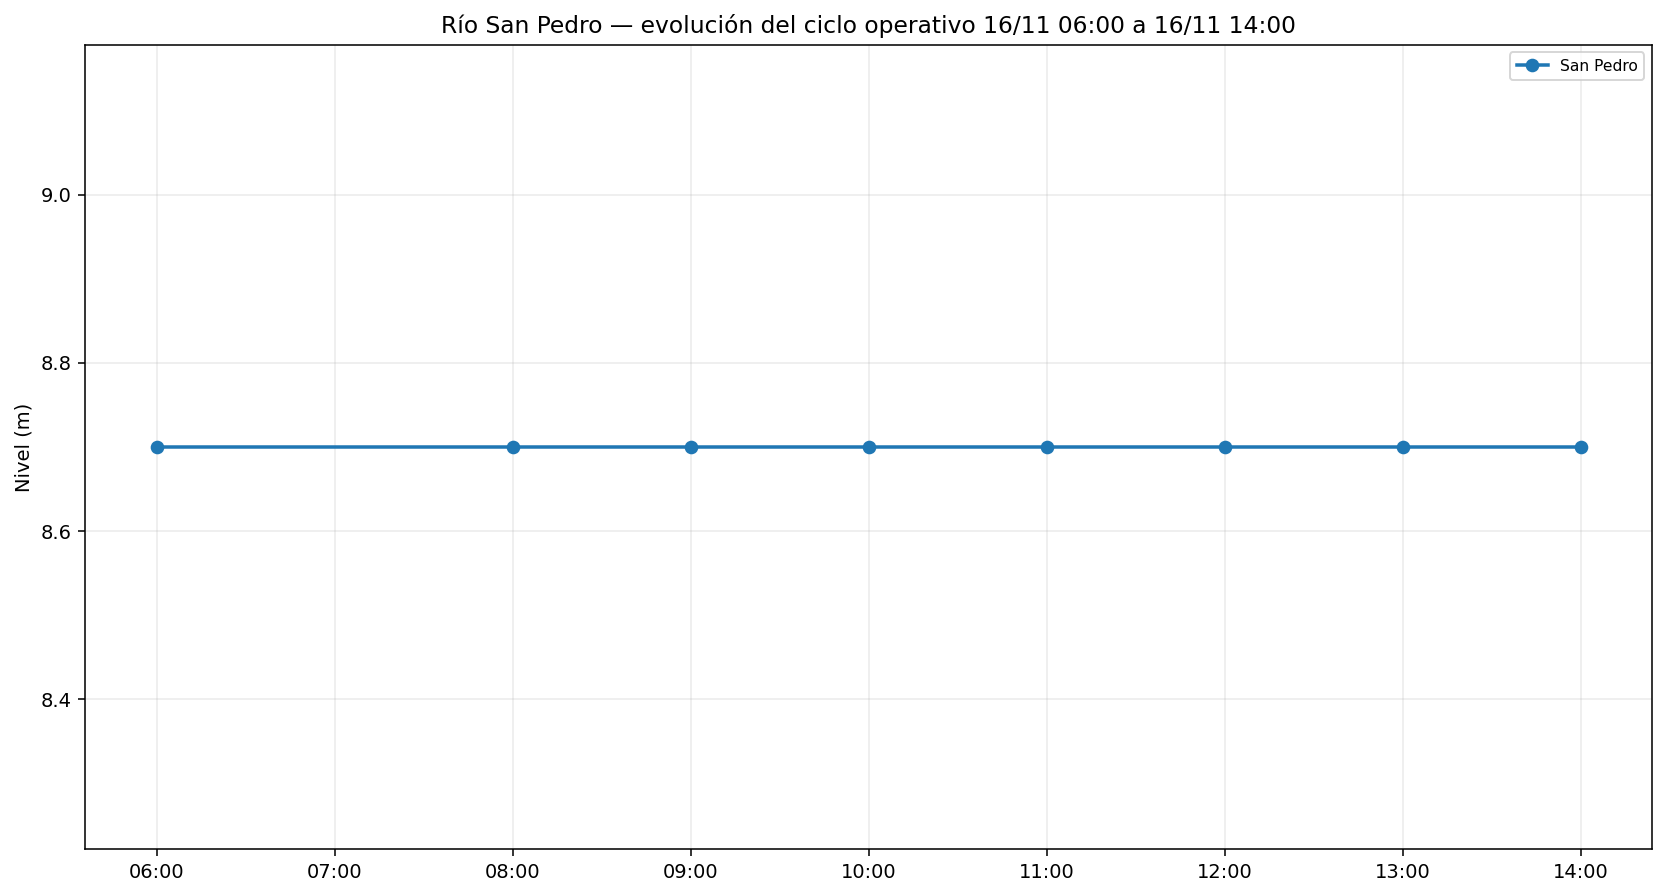 Río San Pedro — evolución del ciclo operativo 16/11 06:00 a 16/11 14:00
San Pedro
9.0
8.8
8.6
8.4
Nivel (m)
06:00 07:00 08:00 09:00 10:00 11:00 12:00 13:00 14:00